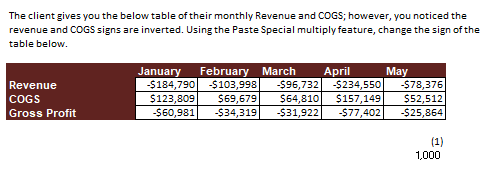 The client gives you the below table of their monthly Revenue and COGS; however, you noticed the
revenue and COGS signs are inverted. Using the Paste Special multiply feature, change the sign of the
table below.
January February March April May
Revenue -$184,790 -$103,998 -$96,732 -$234,550 -$78,376
COGS $123,809 $69,679 $64,810 $157,149 $52,512
Gross Profit -$60,981 -$34,319 -$31,922 -$77,402 -$25,864
(1)
1,000